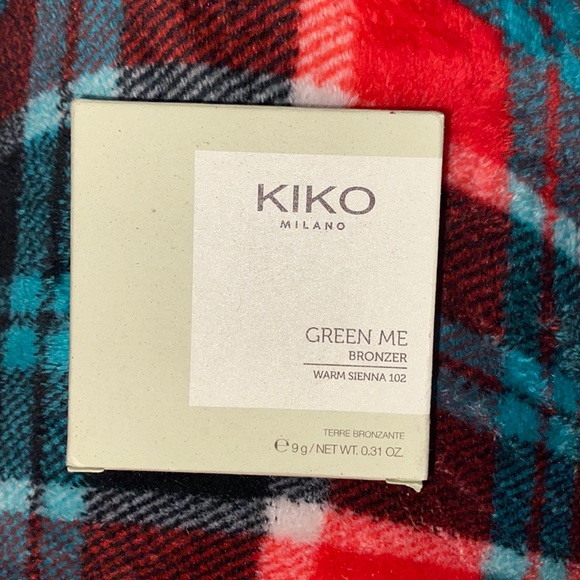 KIKO
MILANO
GREEN ME
BRONZER
WARM SIENNA 102
TERRE BRONZANTE
℮ 9 g / NET WT. 0.31 OZ.